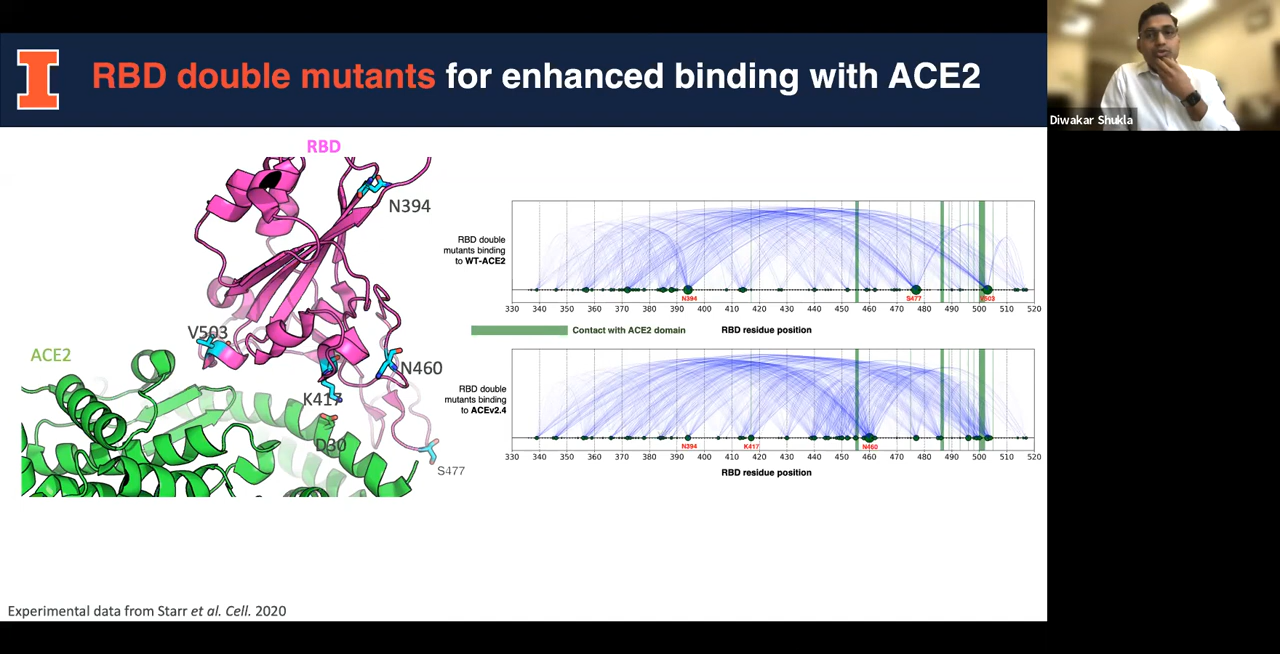 RBD double mutants for enhanced binding with ACE2
Diwakar Shukla
RBD
N394
V503
ACE2
N460
K417
D30
S477
RBD double
mutants binding
to WT-ACE2
N394
S477
V503
330 340 350 360 370 380 390 400 410 420 430 440 450 460 470 480 490 500 510 520
Contact with ACE2 domain
RBD residue position
RBD double
mutants binding
to ACEv2.4
N394
K417
N460
330 340 350 360 370 380 390 400 410 420 430 440 450 460 470 480 490 500 510 520
RBD residue position
Experimental data from Starr et al. Cell. 2020